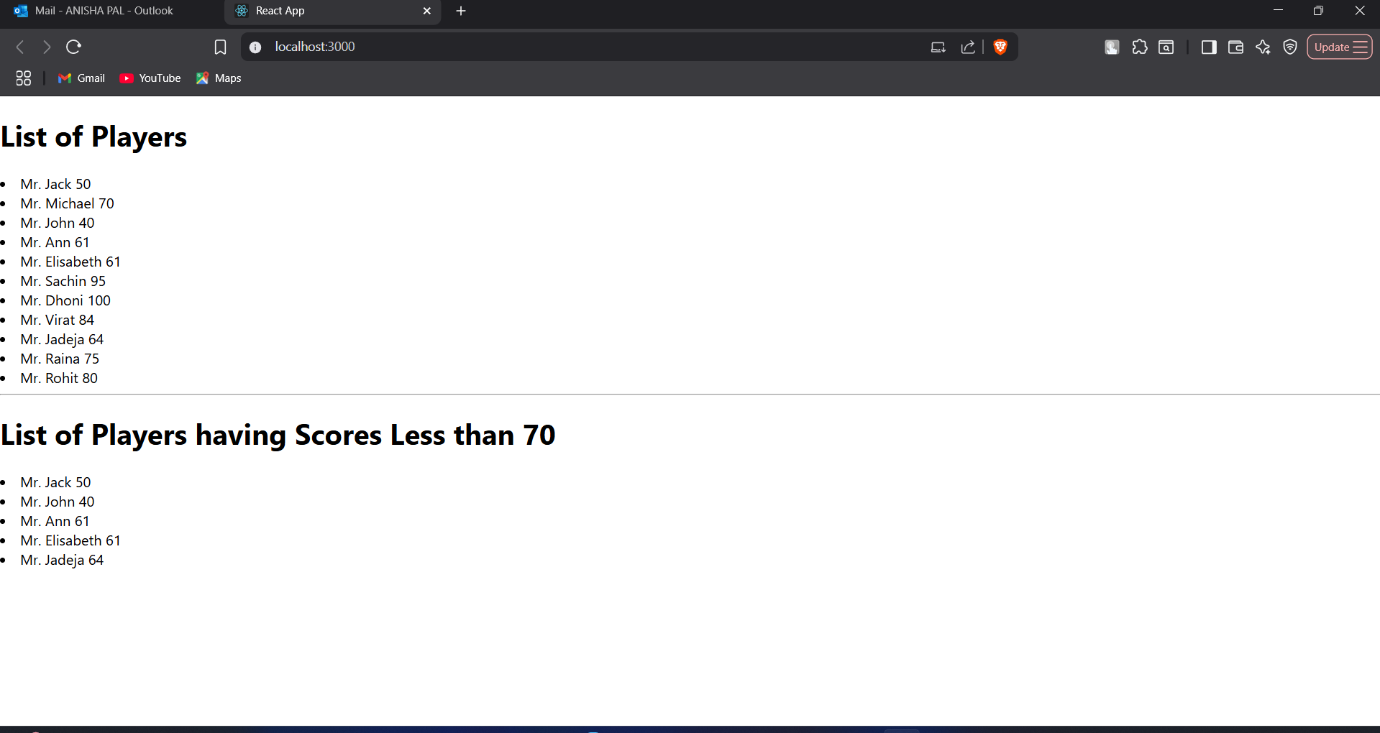 Mail - ANISHA PAL - Outlook
React App
localhost:3000
Update
Gmail
YouTube
Maps
List of Players
Mr. Jack 50
Mr. Michael 70
Mr. John 40
Mr. Ann 61
Mr. Elisabeth 61
Mr. Sachin 95
Mr. Dhoni 100
Mr. Virat 84
Mr. Jadeja 64
Mr. Raina 75
Mr. Rohit 80
List of Players having Scores Less than 70
Mr. Jack 50
Mr. John 40
Mr. Ann 61
Mr. Elisabeth 61
Mr. Jadeja 64